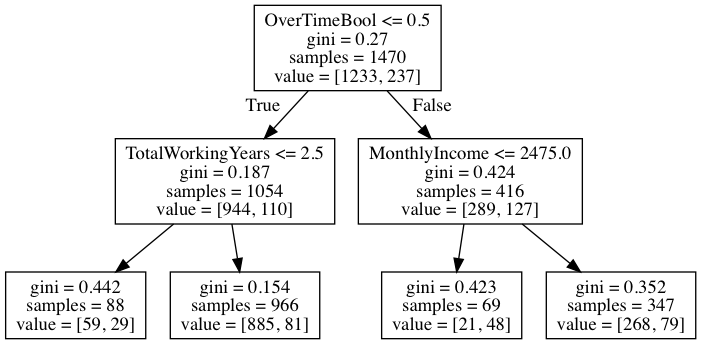 OverTimeBool <= 0.5
gini = 0.27
samples = 1470
value = [1233, 237]
True
False
TotalWorkingYears <= 2.5
gini = 0.187
samples = 1054
value = [944, 110]
MonthlyIncome <= 2475.0
gini = 0.424
samples = 416
value = [289, 127]
gini = 0.442
samples = 88
value = [59, 29]
gini = 0.154
samples = 966
value = [885, 81]
gini = 0.423
samples = 69
value = [21, 48]
gini = 0.352
samples = 347
value = [268, 79]